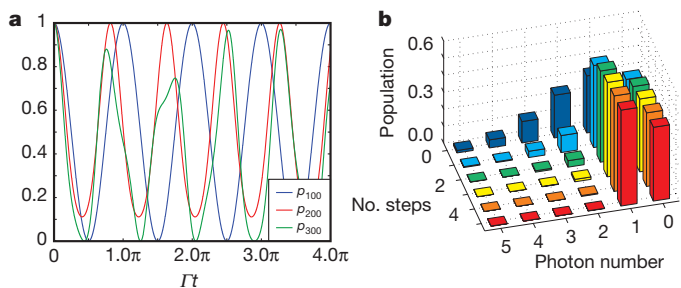 a
1
0.8
0.6
0.4
0.2
0
0
1.0π
2.0π
3.0π
4.0π
Γt
p100
p200
p300
b
Population
0.6
0.3
0.0
0
2
4
No. steps
5
4
3
2
1
0
Photon number